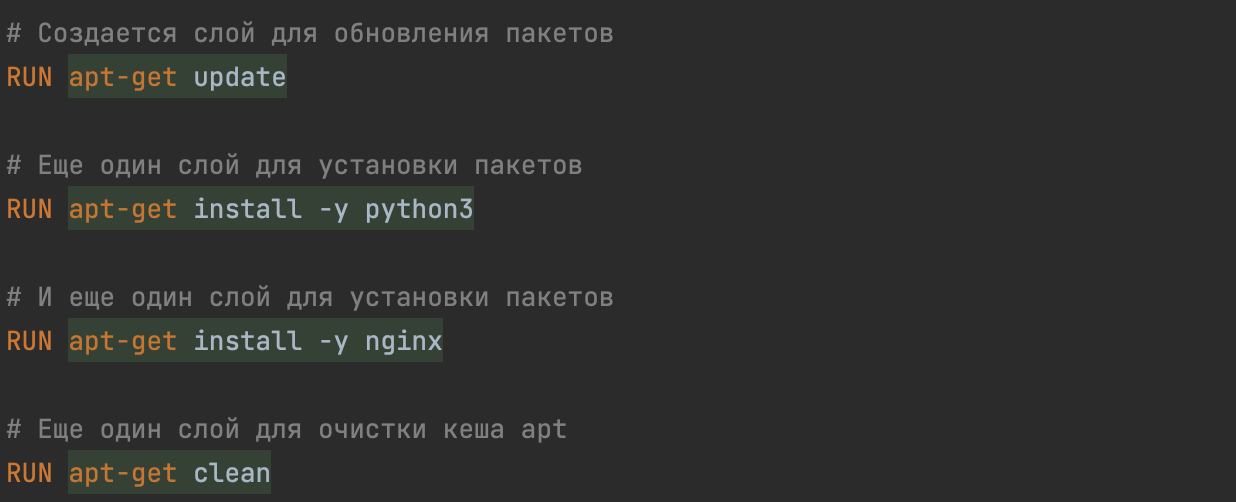 # Создается слой для обновления пакетов
RUN apt-get update
# Еще один слой для установки пакетов
RUN apt-get install -y python3
# И еще один слой для установки пакетов
RUN apt-get install -y nginx
# Еще один слой для очистки кеша apt
RUN apt-get clean